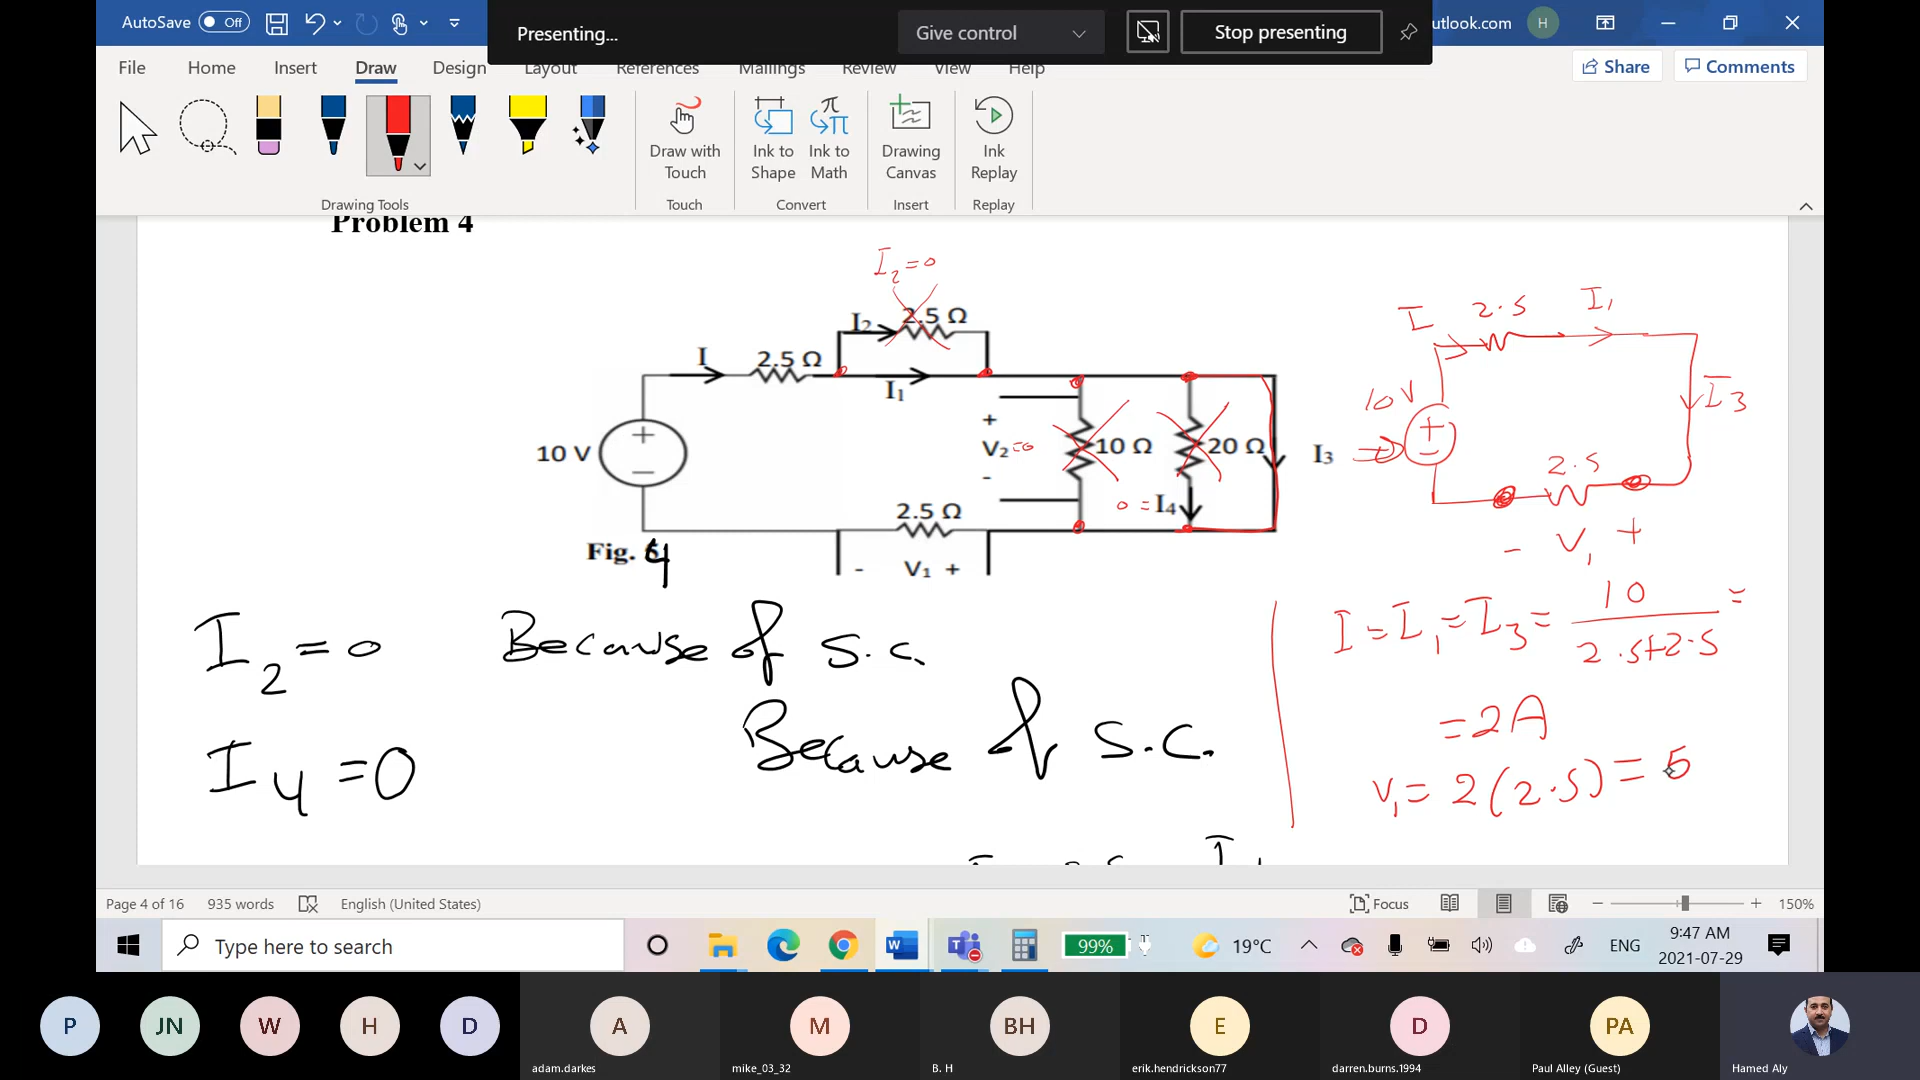 AutoSave Off
Presenting...
Give control
Stop presenting
utlook.com
H
File Home Insert Draw Design Layout References Mailings Review View Help
Share
Comments
Draw with Touch
Ink to Shape
Ink to Math
Drawing Canvas
Ink Replay
Drawing Tools
Touch
Convert
Insert
Replay
Problem 4
I2 = 0
I2
2.5 Ω
I
2.5 Ω
I1
10 V
+
V2 = 0
-
10 Ω
20 Ω
I3
0 = I4
2.5 Ω
- V1 +
Fig. 4
I 2.5 I1
10V
I3
2.5
- V1 +
I = I1 = I3 = 10 / 2.5+2.5 =
= 2A
V1 = 2(2.5) = 5
I2 = 0 Because of S.C.
I4 = 0 Because of S.C.
Page 4 of 16
935 words
English (United States)
Focus
150%
Type here to search
99%
19°C
ENG
9:47 AM
2021-07-29
P
JN
W
H
D
A
adam.darkes
M
mike_03_32
BH
B. H
E
erik.hendrickson77
D
darren.burns.1994
PA
Paul Alley (Guest)
Hamed Aly